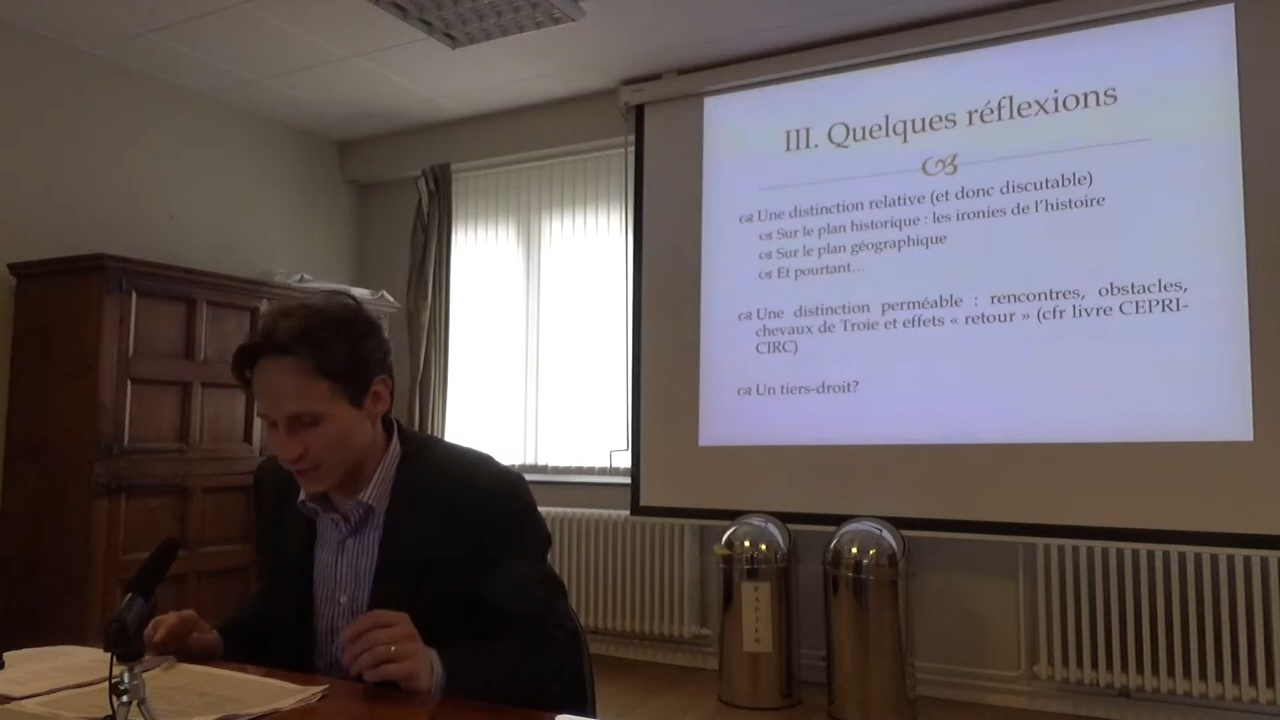 III. Quelques réflexions
Une distinction relative (et donc discutable)
Sur le plan historique : les ironies de l'histoire
Sur le plan géographique
Et pourtant…
Une distinction perméable : rencontres, obstacles,
chevaux de Troie et effets « retour » (cfr livre CEPRI-
CIRC)
Un tiers-droit?
PAPIER